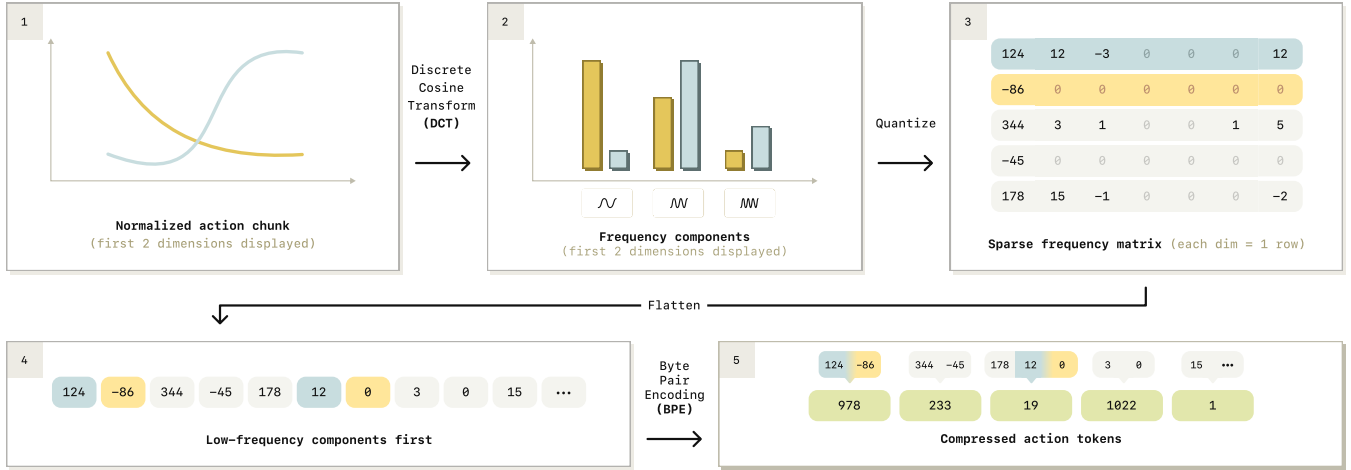 1
Normalized action chunk
(first 2 dimensions displayed)
Discrete
Cosine
Transform
(DCT)
2
Frequency components
(first 2 dimensions displayed)
Quantize
3
124 12 −3 0 0 0 12
−86 0 0 0 0 0 0
344 3 1 0 0 1 5
−45 0 0 0 0 0 0
178 15 −1 0 0 0 −2
Sparse frequency matrix (each dim = 1 row)
Flatten
4
124 −86 344 −45 178 12 0 3 0 15 ...
Low−frequency components first
Byte
Pair
Encoding
(BPE)
5
124 −86 344 −45 178 12 0 3 0 15 ...
978 233 19 1022 1
Compressed action tokens